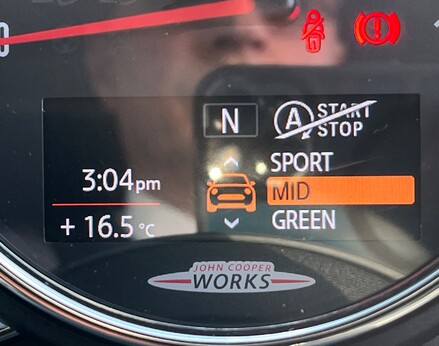 N
A START
STOP
3:04pm
SPORT
MID
+ 16.5°C
GREEN
JOHN COOPER
WORKS